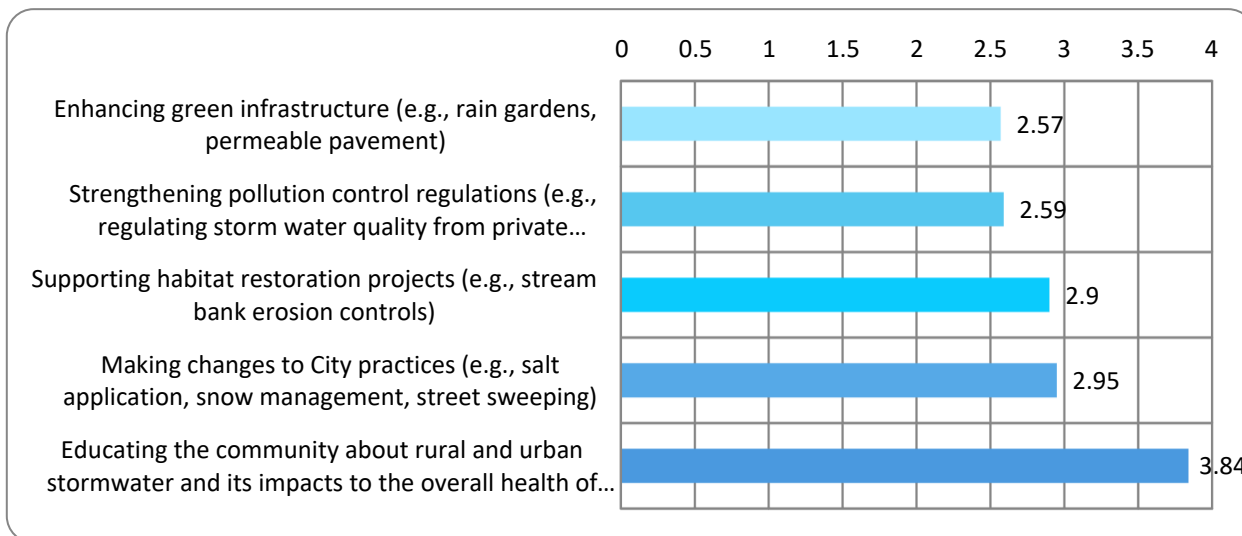 0 0.5 1 1.5 2 2.5 3 3.5 4
Enhancing green infrastructure (e.g., rain gardens,
permeable pavement)
2.57
Strengthening pollution control regulations (e.g.,
regulating storm water quality from private...
2.59
Supporting habitat restoration projects (e.g., stream
bank erosion controls)
2.9
Making changes to City practices (e.g., salt
application, snow management, street sweeping)
2.95
Educating the community about rural and urban
stormwater and its impacts to the overall health of...
3.84